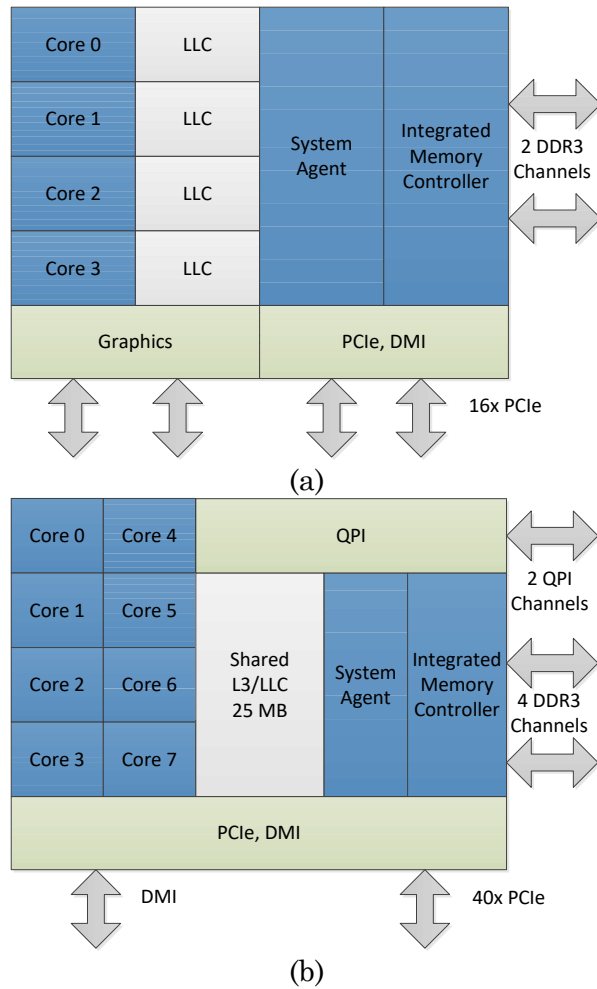 Core 0
LLC
Core 1
LLC
Core 2
LLC
Core 3
LLC
System
Agent
Integrated
Memory
Controller
2 DDR3
Channels
Graphics
PCIe, DMI
16x PCIe
(a)
Core 0
Core 4
QPI
Core 1
Core 5
Core 2
Core 6
Core 3
Core 7
Shared
L3/LLC
25 MB
System
Agent
Integrated
Memory
Controller
2 QPI
Channels
4 DDR3
Channels
PCIe, DMI
DMI
40x PCIe
(b)